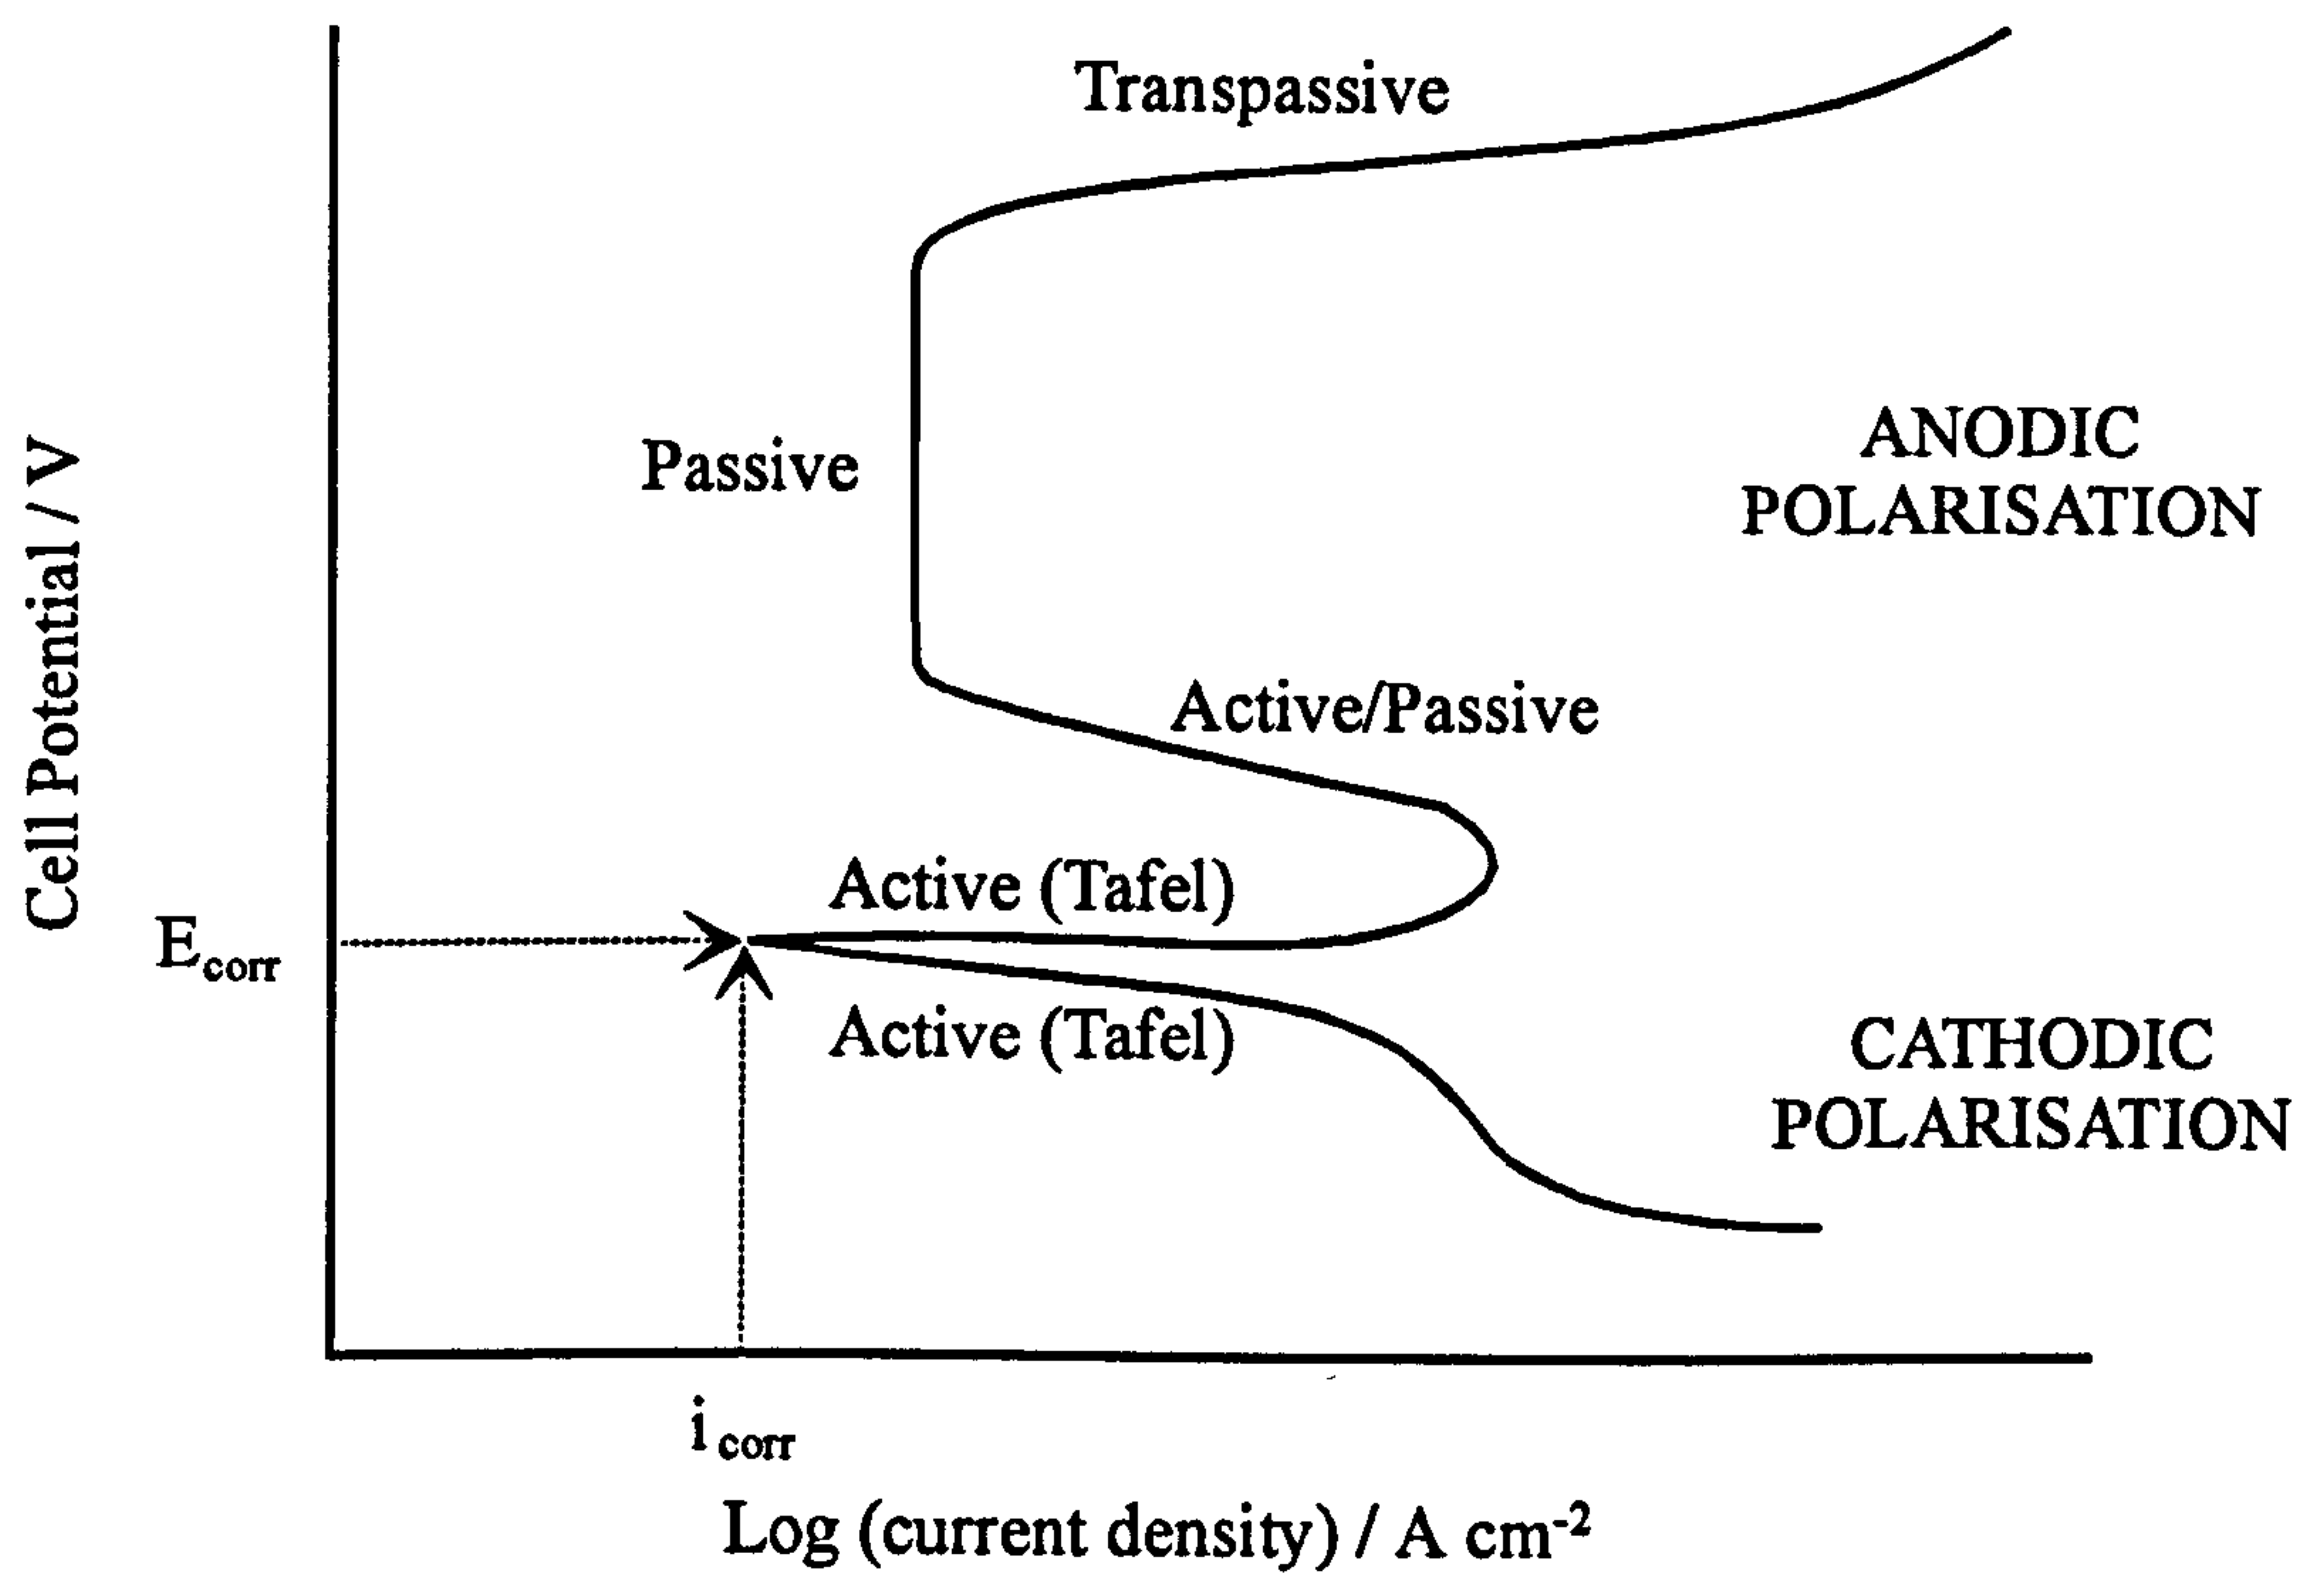 Transpassive
ANODIC
POLARISATION
Passive
Cell Potential / V
Active/Passive
Active (Tafel)
E corr
Active (Tafel)
CATHODIC
POLARISATION
i corr
Log (current density) / A cm-2